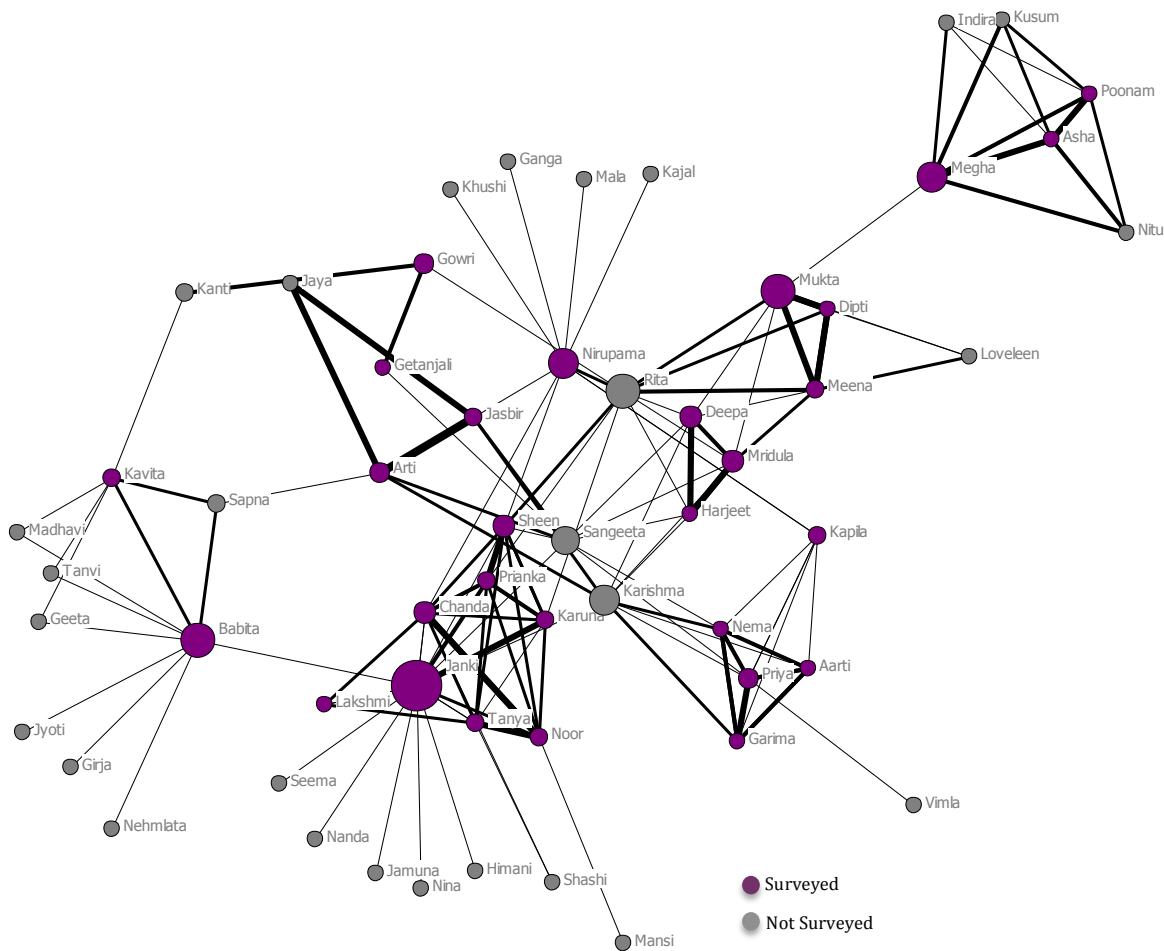 Indira
Kusum
Poonam
Asha
Megha
Nitu
Ganga
Khushi
Mala
Kajal
Gowri
Jaya
Kanti
Mukta
Dipti
Loveleen
Nirupama
Getanjali
Rita
Meena
Jasbir
Deepa
Arti
Mridula
Kavita
Sapna
Harjeet
Madhavi
Sheen
Sangeeta
Kapila
Tanvi
Prianka
Karishma
Geeta
Chanda
Karuna
Nema
Babita
Janki
Priya
Aarti
Lakshmi
Tanya
Noor
Garima
Jyoti
Girja
Seema
Vimla
Nehmlata
Nanda
Jamuna
Nina
Himani
Shashi
Surveyed
Not Surveyed
Mansi